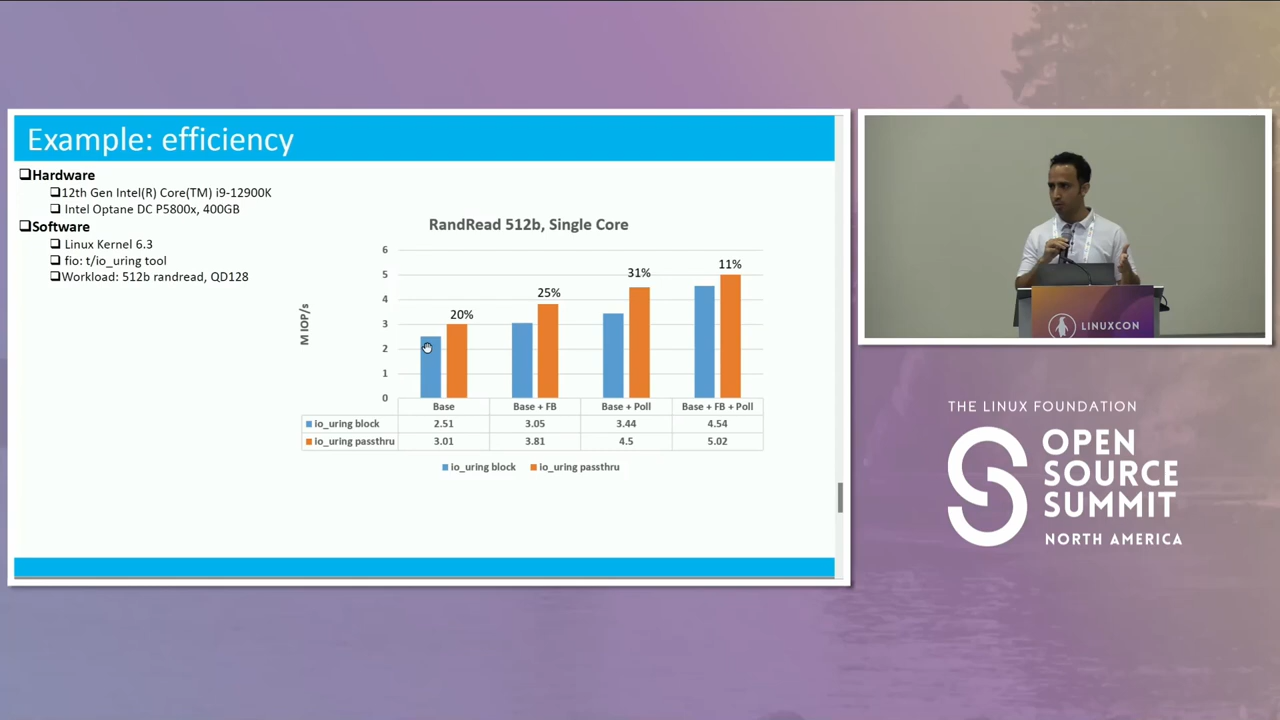 Example: efficiency
Hardware
12th Gen Intel(R) Core(TM) i9-12900K
Intel Optane DC P5800x, 400GB
Software
Linux Kernel 6.3
fio: t/io_uring tool
Workload: 512b randread, QD128
RandRead 512b, Single Core
M IOP/s
6
5
4
3
2
1
0
20%
25%
31%
11%
Base Base + FB Base + Poll Base + FB + Poll
io_uring block 2.51 3.05 3.44 4.54
io_uring passthru 3.01 3.81 4.5 5.02
io_uring block io_uring passthru
LINUXCON
THE LINUX FOUNDATION
OPEN
SOURCE
SUMMIT
NORTH AMERICA